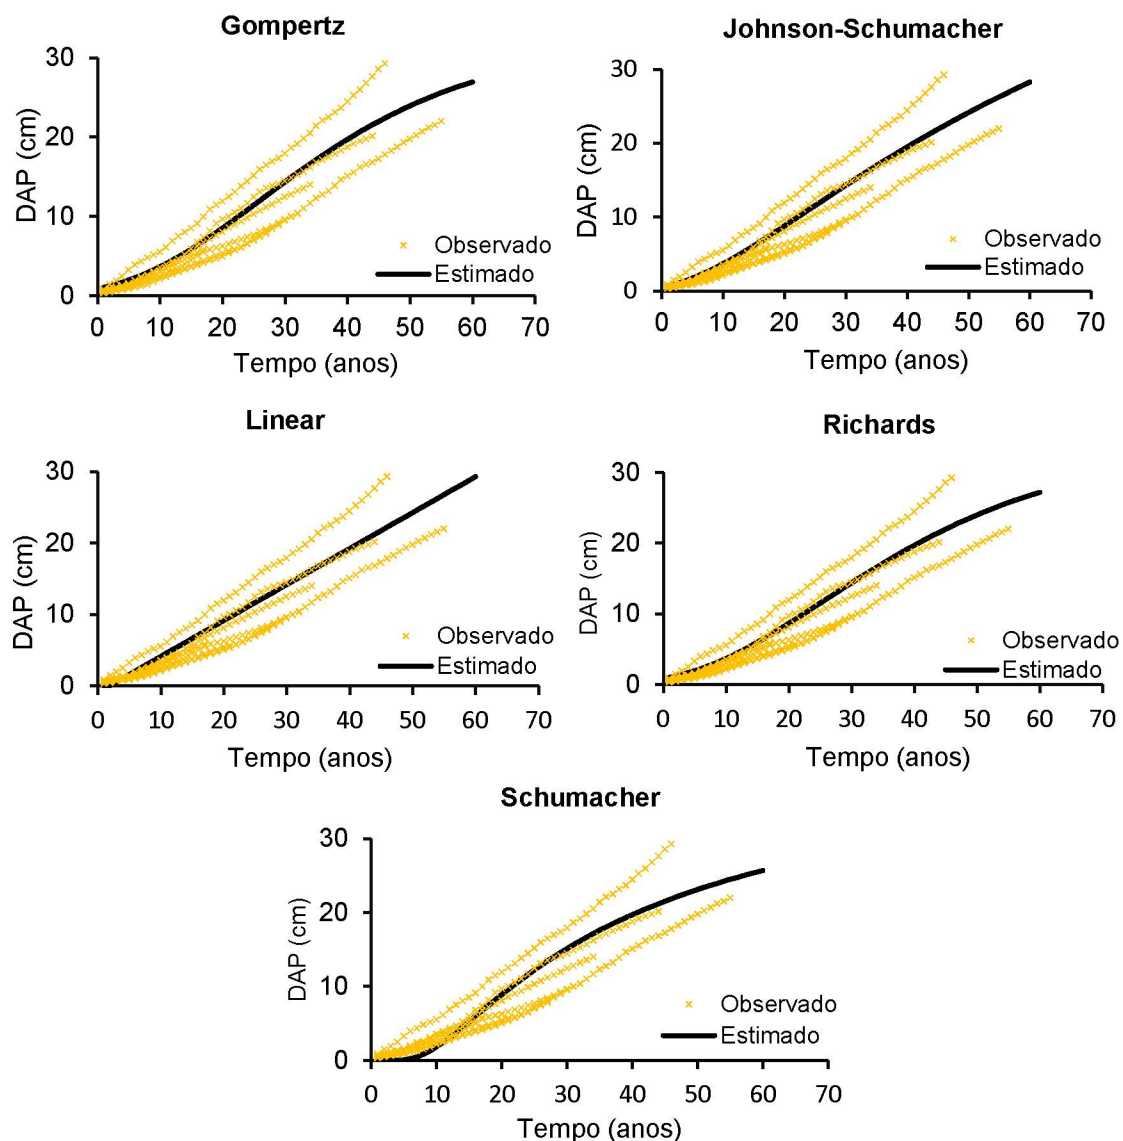 Gompertz
30
20
10
0
DAP (cm)
Observado
Estimado
0 10 20 30 40 50 60 70
Tempo (anos)
Johnson-Schumacher
30
20
10
0
DAP (cm)
Observado
Estimado
0 10 20 30 40 50 60 70
Tempo (anos)
Linear
30
20
10
0
DAP (cm)
Observado
Estimado
0 10 20 30 40 50 60 70
Tempo (anos)
Richards
30
20
10
0
DAP (cm)
Observado
Estimado
0 10 20 30 40 50 60 70
Tempo (anos)
Schumacher
30
20
10
0
DAP (cm)
Observado
Estimado
0 10 20 30 40 50 60 70
Tempo (anos)